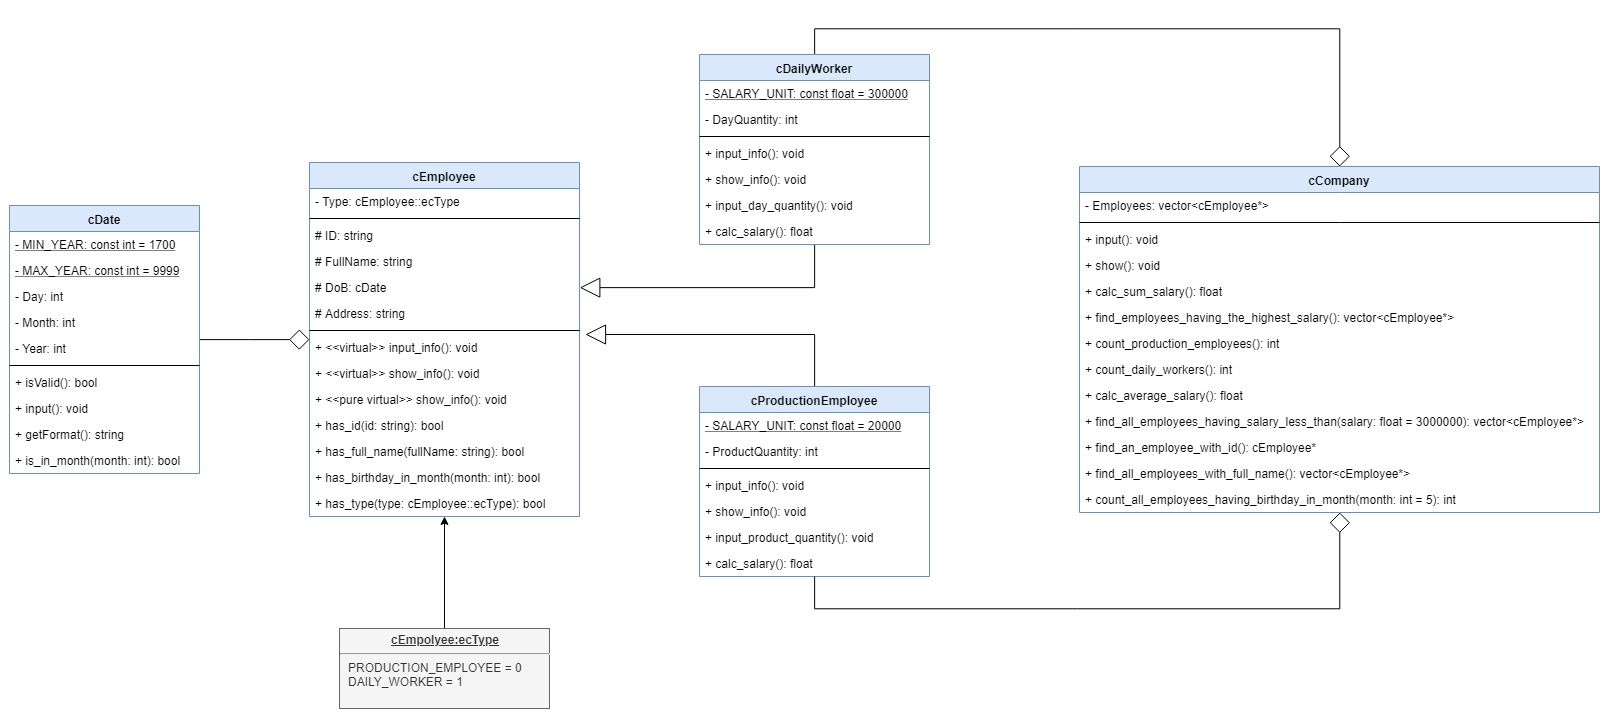 cDate
- MIN_YEAR: const int = 1700
- MAX_YEAR: const int = 9999
- Day: int
- Month: int
- Year: int
+ isValid(): bool
+ input(): void
+ getFormat(): string
+ is_in_month(month: int): bool
cEmployee
- Type: cEmployee::ecType
# ID: string
# FullName: string
# DoB: cDate
# Address: string
+ <<virtual>> input_info(): void
+ <<virtual>> show_info(): void
+ <<pure virtual>> show_info(): void
+ has_id(id: string): bool
+ has_full_name(fullName: string): bool
+ has_birthday_in_month(month: int): bool
+ has_type(type: cEmployee::ecType): bool
cEmpolyee:ecType
PRODUCTION_EMPLOYEE = 0
DAILY_WORKER = 1
cDailyWorker
- SALARY_UNIT: const float = 300000
- DayQuantity: int
+ input_info(): void
+ show_info(): void
+ input_day_quantity(): void
+ calc_salary(): float
cProductionEmployee
- SALARY_UNIT: const float = 20000
- ProductQuantity: int
+ input_info(): void
+ show_info(): void
+ input_product_quantity(): void
+ calc_salary(): float
cCompany
- Employees: vector<cEmployee*>
+ input(): void
+ show(): void
+ calc_sum_salary(): float
+ find_employees_having_the_highest_salary(): vector<cEmployee*>
+ count_production_employees(): int
+ count_daily_workers(): int
+ calc_average_salary(): float
+ find_all_employees_having_salary_less_than(salary: float = 3000000): vector<cEmployee*>
+ find_an_employee_with_id(): cEmployee*
+ find_all_employees_with_full_name(): vector<cEmployee*>
+ count_all_employees_having_birthday_in_month(month: int = 5): int